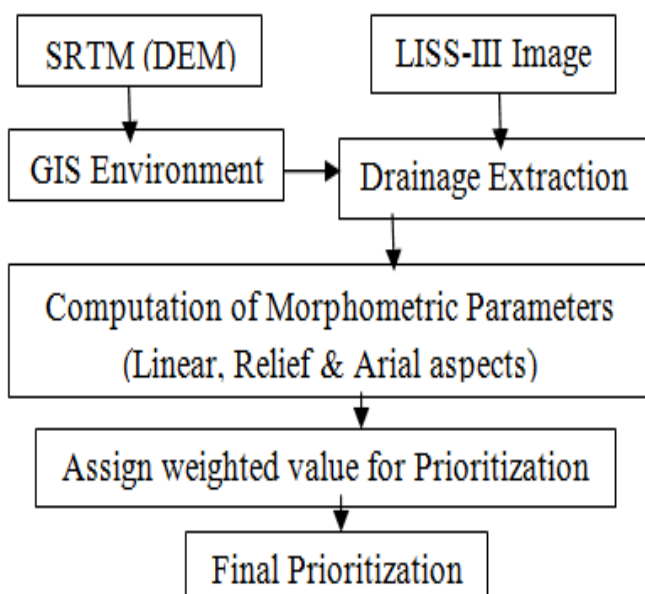 SRTM (DEM)
LISS-III Image
GIS Environment
Drainage Extraction
Computation of Morphometric Parameters
(Linear, Relief & Arial aspects)
Assign weighted value for Prioritization
Final Prioritization